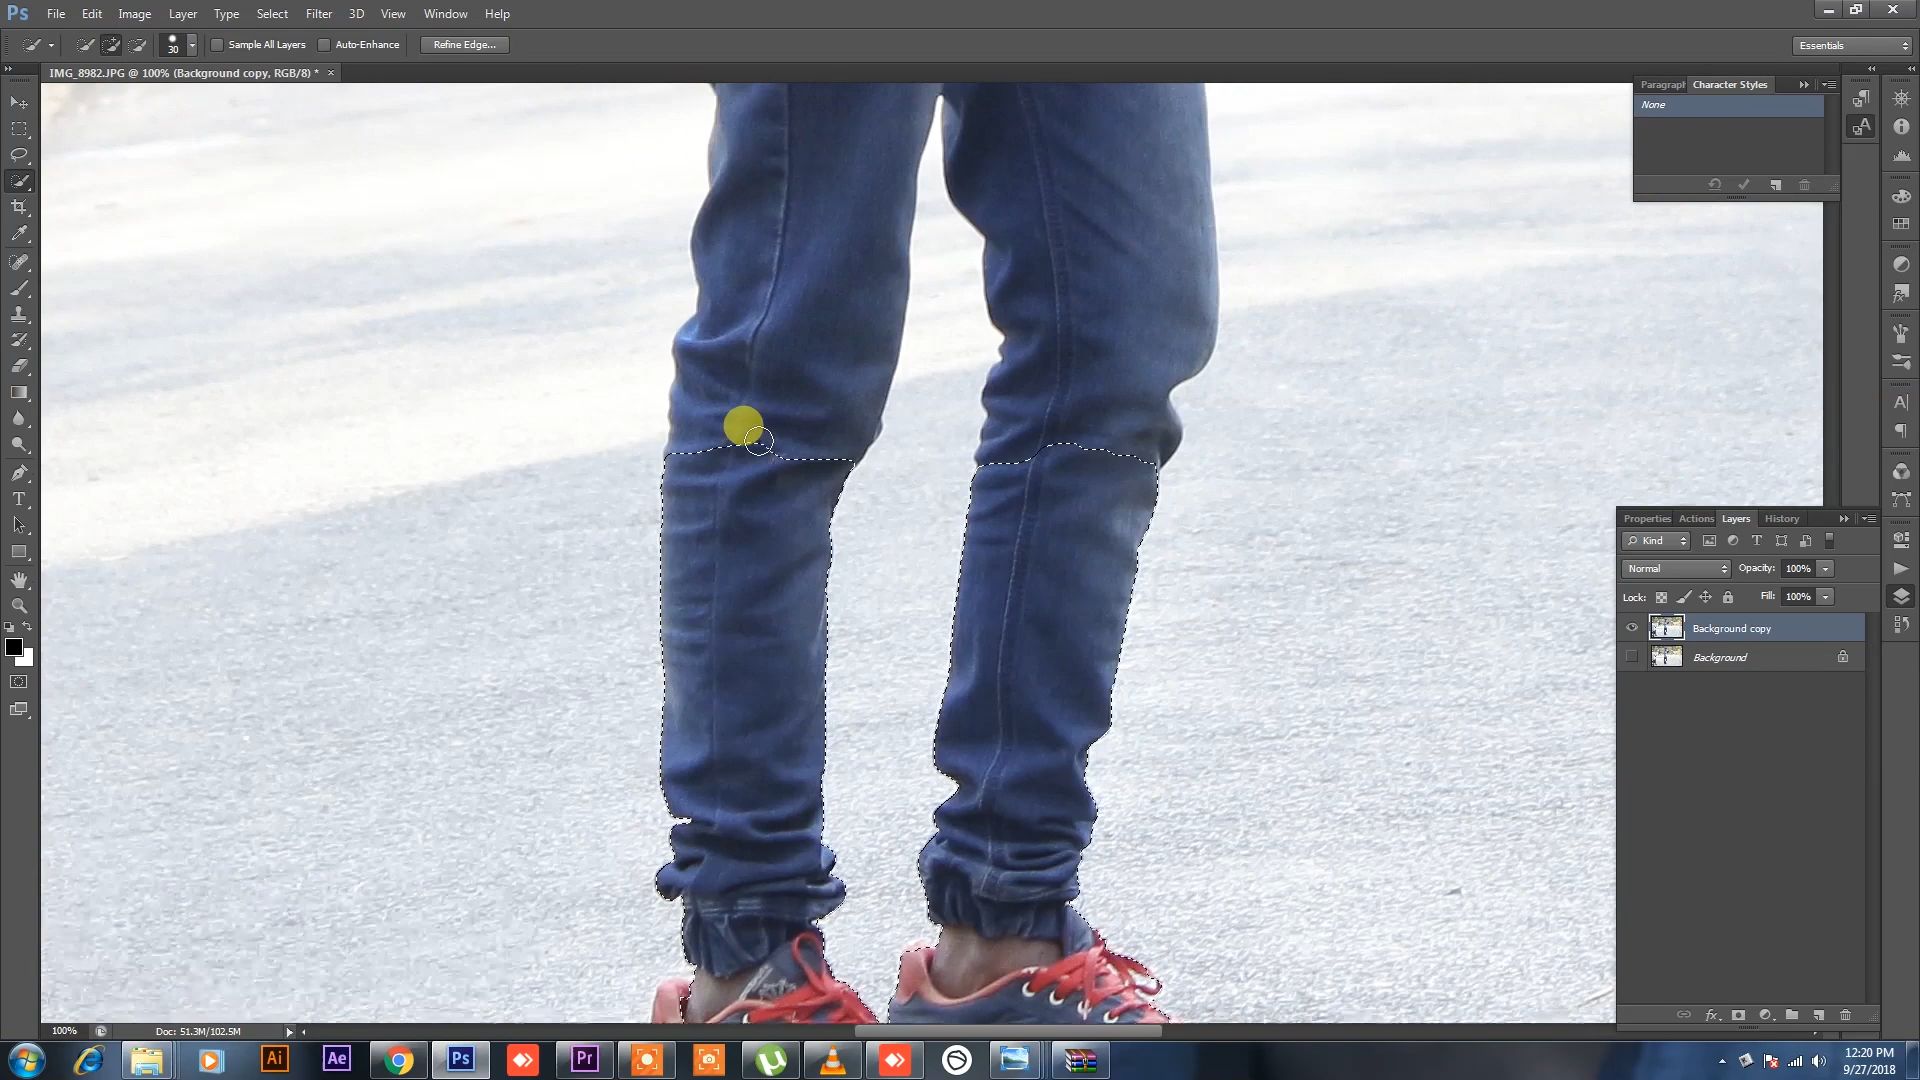 Ps File Edit Image Layer Type Select Filter 3D View Window Help
30 Sample All Layers Auto-Enhance Refine Edge... Essentials
IMG_8982.JPG @ 100% (Background copy, RGB/8) * ×
Paragraph Character Styles
None
Properties Actions Layers History
Kind
Normal Opacity: 100%
Lock: Fill: 100%
Background copy
Background
100% Doc: 51.3M/102.5M
Ai Ae Ps Pr
12:20 PM
9/27/2018